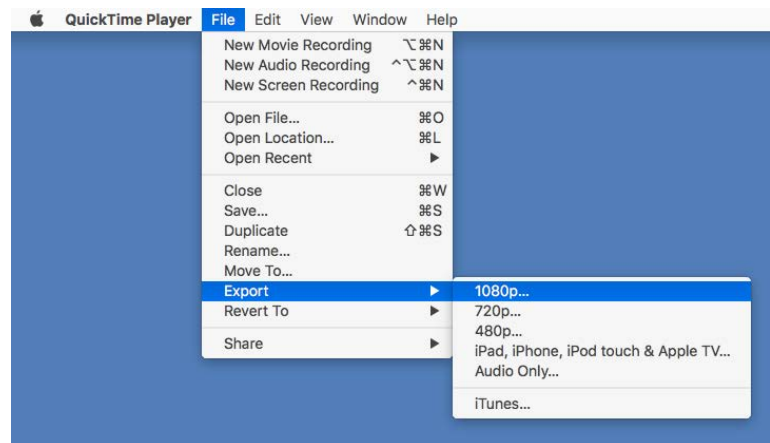 QuickTime Player File Edit View Window Help
New Movie Recording ⌥⌘N
New Audio Recording ^⌥⌘N
New Screen Recording ^⌘N
Open File... ⌘O
Open Location... ⌘L
Open Recent ▶
Close ⌘W
Save... ⌘S
Duplicate ⇧⌘S
Rename...
Move To...
Export ▶
Revert To ▶
Share ▶
1080p...
720p...
480p...
iPad, iPhone, iPod touch & Apple TV...
Audio Only...
iTunes...